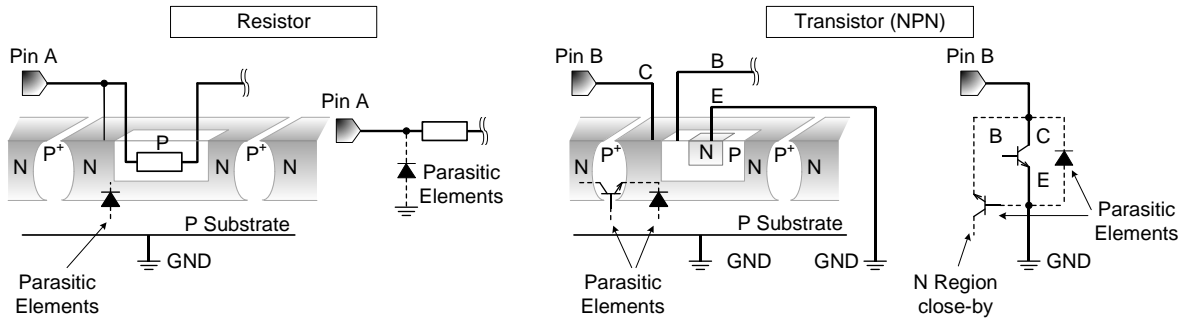 Resistor
Transistor (NPN)
Pin A
Pin A
N
P+
N
P
N
P+
N
Parasitic
Elements
P Substrate
GND
Parasitic
Elements
Pin B
C
B
E
N
P+
N
N
P
P+
N
N
P Substrate
GND
GND
Parasitic
Elements
Pin B
B
C
E
Parasitic
Elements
GND
N Region
close-by